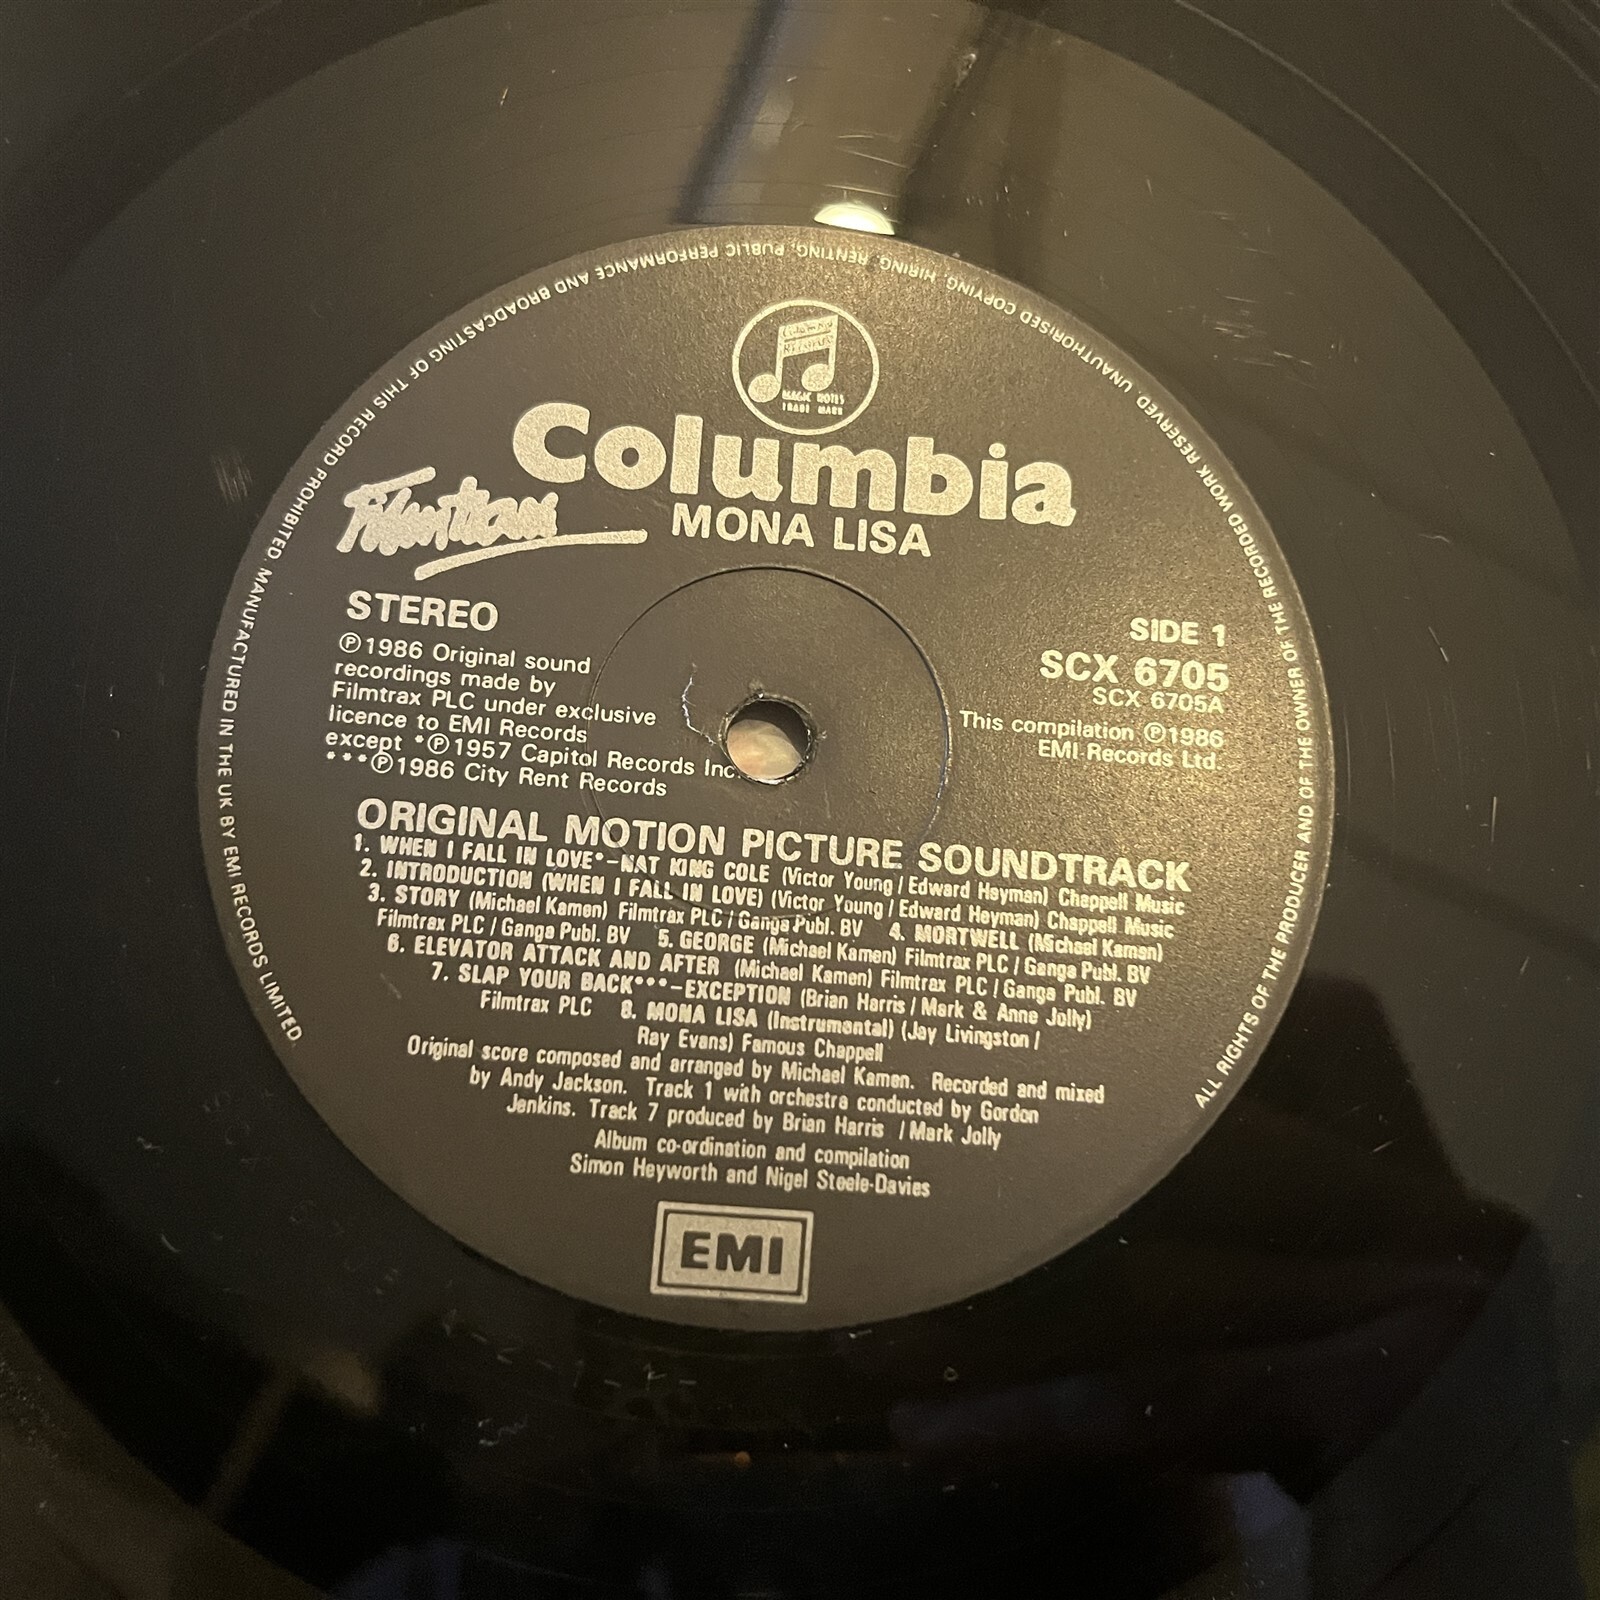 Columbia
RECORDS
MAGIC NOTES
TRADE MARK
Columbia
Filmtrax
MONA LISA
STEREO
℗1986 Original sound
recordings made by
Filmtrax PLC under exclusive
licence to EMI Records
except *℗1957 Capitol Records Inc.
***℗1986 City Rent Records
SIDE 1
SCX 6705
SCX 6705A
This compilation ℗1986
EMI Records Ltd.
ORIGINAL MOTION PICTURE SOUNDTRACK
1. WHEN I FALL IN LOVE*–NAT KING COLE (Victor Young / Edward Heyman) Chappell Music
2. INTRODUCTION (WHEN I FALL IN LOVE) (Victor Young / Edward Heyman) Chappell Music
3. STORY (Michael Kamen) Filmtrax PLC / Ganga Publ. BV 4. MORTWELL (Michael Kamen)
Filmtrax PLC / Ganga Publ. BV 5. GEORGE (Michael Kamen) Filmtrax PLC / Ganga Publ. BV
6. ELEVATOR ATTACK AND AFTER (Michael Kamen) Filmtrax PLC / Ganga Publ. BV
7. SLAP YOUR BACK***–EXCEPTION (Brian Harris / Mark & Anne Jolly)
Filmtrax PLC 8. MONA LISA (Instrumental) (Jay Livingston /
Ray Evans) Famous Chappell
Original score composed and arranged by Michael Kamen. Recorded and mixed
by Andy Jackson. Track 1 with orchestra conducted by Gordon
Jenkins. Track 7 produced by Brian Harris / Mark Jolly
Album co-ordination and compilation
Simon Heyworth and Nigel Steele-Davies
EMI
ALL RIGHTS OF THE PRODUCER AND OF THE OWNER OF THE RECORDED WORK RESERVED. UNAUTHORISED COPYING, HIRING, RENTING, PUBLIC PERFORMANCE AND BROADCASTING OF THIS RECORD PROHIBITED. MANUFACTURED IN THE UK BY EMI RECORDS LIMITED.